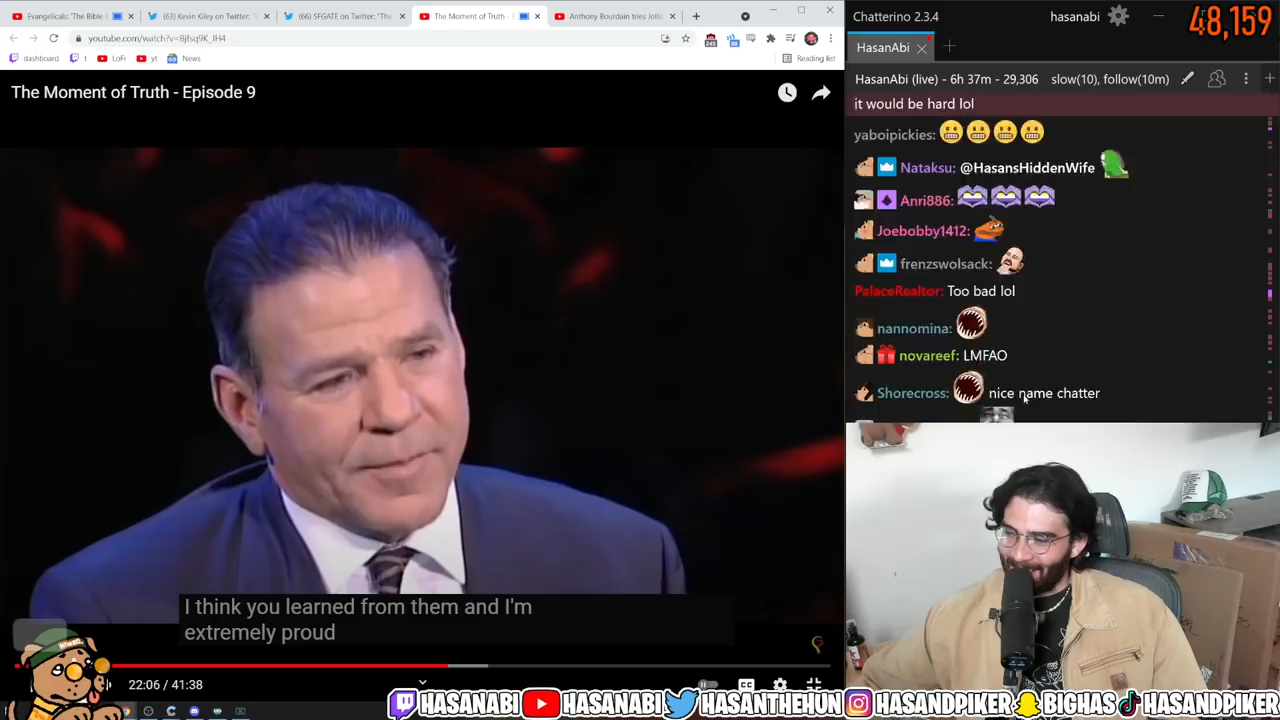 Evangelicals: 'The Bible
(63) Kevin Kiley on Twitter: "
(66) SFGATE on Twitter: "The
The Moment of Truth -
Anthony Bourdain tries Jolli
youtube.com/watch?v=Bjfsq9K_JH4
dashboard
t
LoFi
yt
News
Reading list
The Moment of Truth - Episode 9
I think you learned from them and I'm
extremely proud
22:06 / 41:38
Chatterino 2.3.4
hasanabi
48,159
HasanAbi
HasanAbi (live) - 6h 37m - 29,306
slow(10), follow(10m)
it would be hard lol
yaboipickies:
Nataksu: @HasansHiddenWife
Anri886:
Joebobby1412:
frenzswolsack:
PalaceRealtor: Too bad lol
nannomina:
novareef: LMFAO
Shorecross: nice name chatter
HASANABI
HASANABI
HASANTHEHUN
HASANDPIKER
BIGHAS
HASANDPIKER